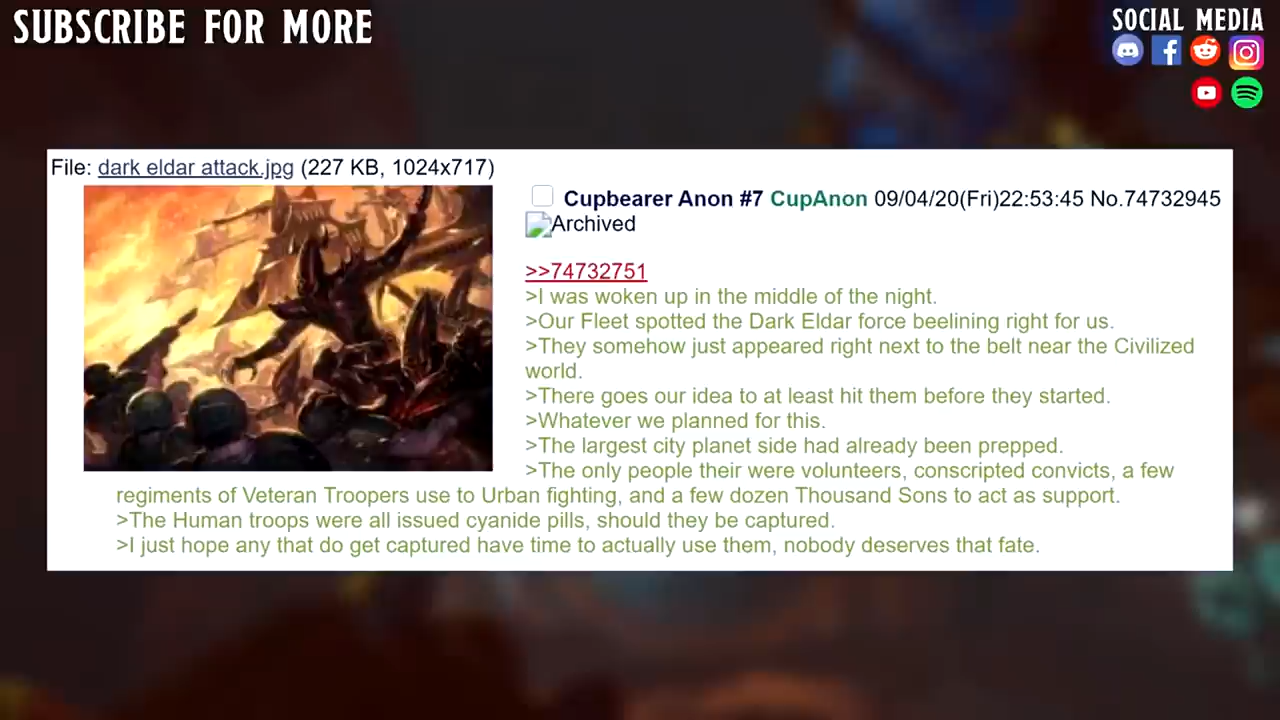 SUBSCRIBE FOR MORE
SOCIAL MEDIA
File: dark eldar attack.jpg (227 KB, 1024x717)
Cupbearer Anon #7 CupAnon 09/04/20(Fri)22:53:45 No.74732945
Archived
>>74732751
>I was woken up in the middle of the night.
>Our Fleet spotted the Dark Eldar force beelining right for us.
>They somehow just appeared right next to the belt near the Civilized
world.
>There goes our idea to at least hit them before they started.
>Whatever we planned for this.
>The largest city planet side had already been prepped.
>The only people their were volunteers, conscripted convicts, a few
regiments of Veteran Troopers use to Urban fighting, and a few dozen Thousand Sons to act as support.
>The Human troops were all issued cyanide pills, should they be captured.
>I just hope any that do get captured have time to actually use them, nobody deserves that fate.